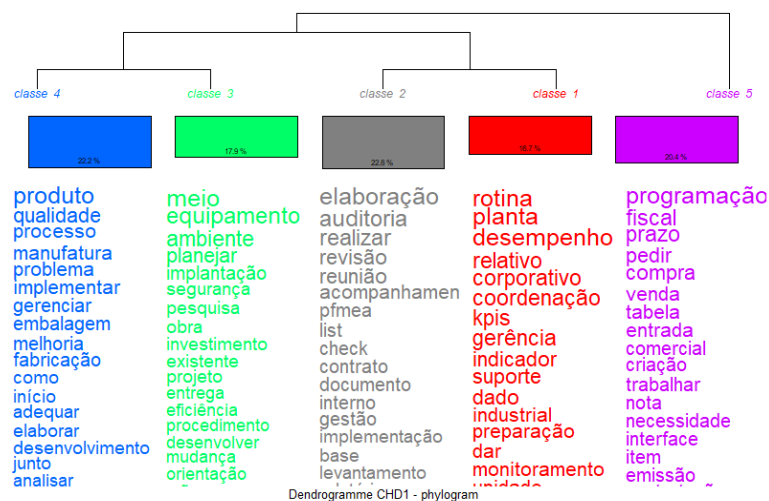 classe 4
classe 3
classe 2
classe 1
classe 5
22.2 %
17.9 %
22.8 %
16.7 %
20.4 %
produto
qualidade
processo
manufatura
problema
implementar
gerenciar
embalagem
melhoria
fabricação
como
início
adequar
elaborar
desenvolvimento
junto
analisar
meio
equipamento
ambiente
planejar
implantação
segurança
pesquisa
obra
investimento
existente
projeto
entrega
eficiência
procedimento
desenvolver
mudança
orientação
elaboração
auditoria
realizar
revisão
reunião
acompanhamen
pfmea
list
check
contrato
documento
interno
gestão
implementação
base
levantamento
rotina
planta
desempenho
relativo
corporativo
coordenação
kpis
gerência
indicador
suporte
dado
industrial
preparação
dar
monitoramento
unidade
programação
fiscal
prazo
pedir
compra
venda
tabela
entrada
comercial
criação
trabalhar
nota
necessidade
interface
item
emissão
Dendrogramme CHD1 - phylogram